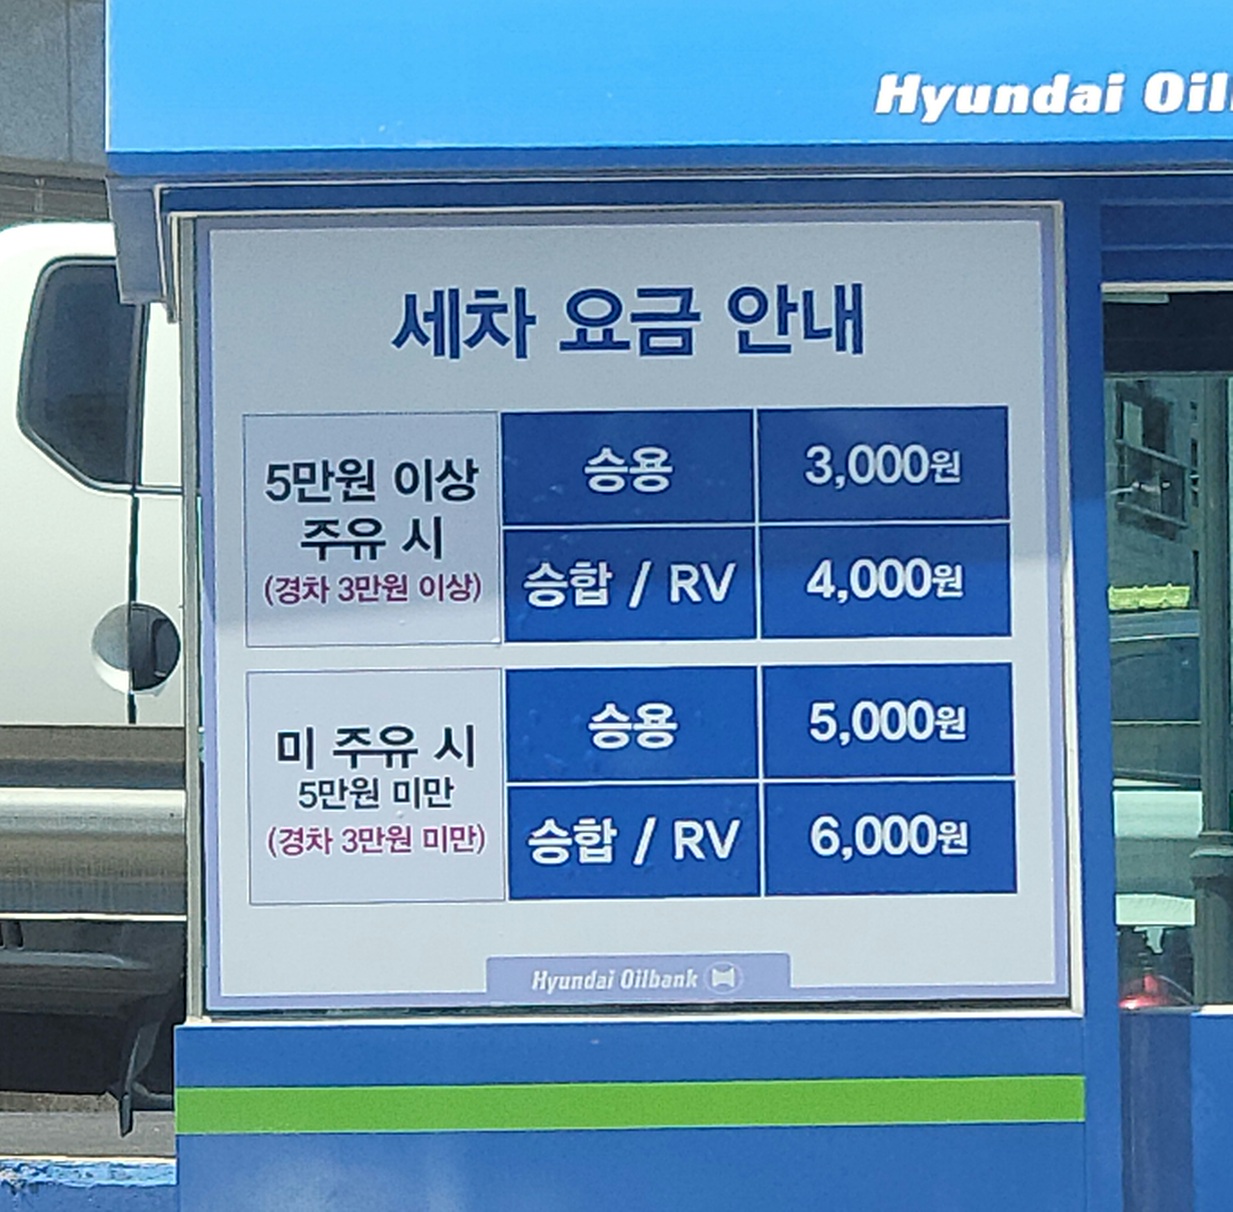 Hyundai Oil
세차 요금 안내
5만원 이상
주유 시
(경차 3만원 이상)
승용
3,000원
승합 / RV
4,000원
미 주유 시
5만원 미만
(경차 3만원 미만)
승용
5,000원
승합 / RV
6,000원
Hyundai Oilbank